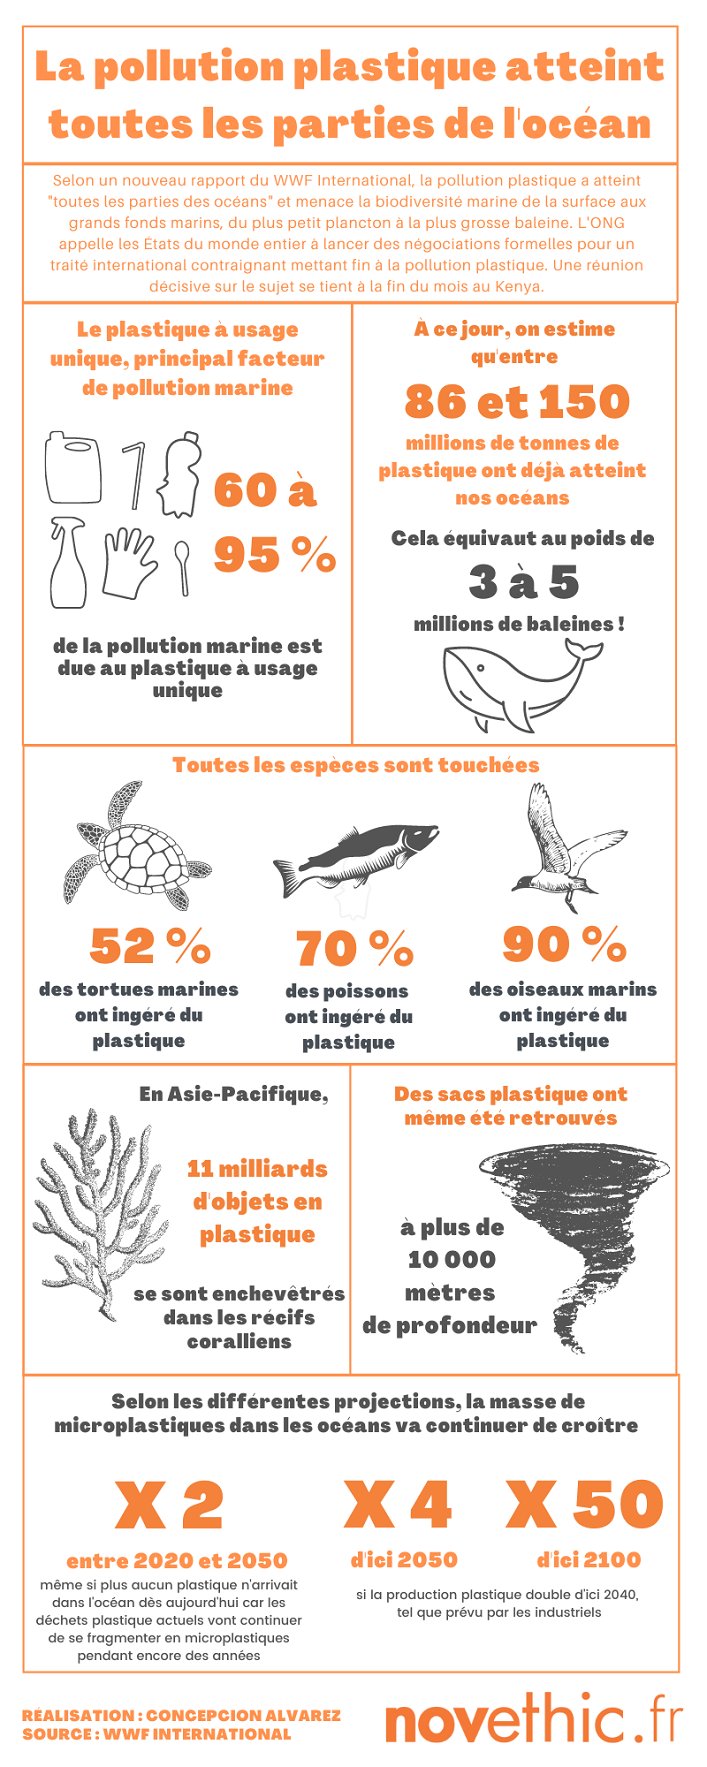 La pollution plastique atteint
toutes les parties de l'océan
Selon un nouveau rapport du WWF International, la pollution plastique a atteint
"toutes les parties des océans" et menace la biodiversité marine de la surface aux
grands fonds marins, du plus petit plancton à la plus grosse baleine. L'ONG
appelle les États du monde entier à lancer des négociations formelles pour un
traité international contraignant mettant fin à la pollution plastique. Une réunion
décisive sur le sujet se tient à la fin du mois au Kenya.
Le plastique à usage
unique, principal facteur
de pollution marine
60 à
95 %
de la pollution marine est
due au plastique à usage
unique
À ce jour, on estime
qu'entre
86 et 150
millions de tonnes de
plastique ont déjà atteint
nos océans
Cela équivaut au poids de
3 à 5
millions de baleines !
Toutes les espèces sont touchées
52 %
des tortues marines
ont ingéré du
plastique
70 %
des poissons
ont ingéré du
plastique
90 %
des oiseaux marins
ont ingéré du
plastique
En Asie-Pacifique,
11 milliards
d'objets en
plastique
se sont enchevêtrés
dans les récifs
coralliens
Des sacs plastique ont
même été retrouvés
à plus de
10 000
mètres
de profondeur
Selon les différentes projections, la masse de
microplastiques dans les océans va continuer de croître
X 2
entre 2020 et 2050
même si plus aucun plastique n'arrivait
dans l'océan dès aujourd'hui car les
déchets plastique actuels vont continuer
de se fragmenter en microplastiques
pendant encore des années
X 4
d'ici 2050
X 50
d'ici 2100
si la production plastique double d'ici 2040,
tel que prévu par les industriels
RÉALISATION : CONCEPCION ALVAREZ
SOURCE : WWF INTERNATIONAL
novethic.fr